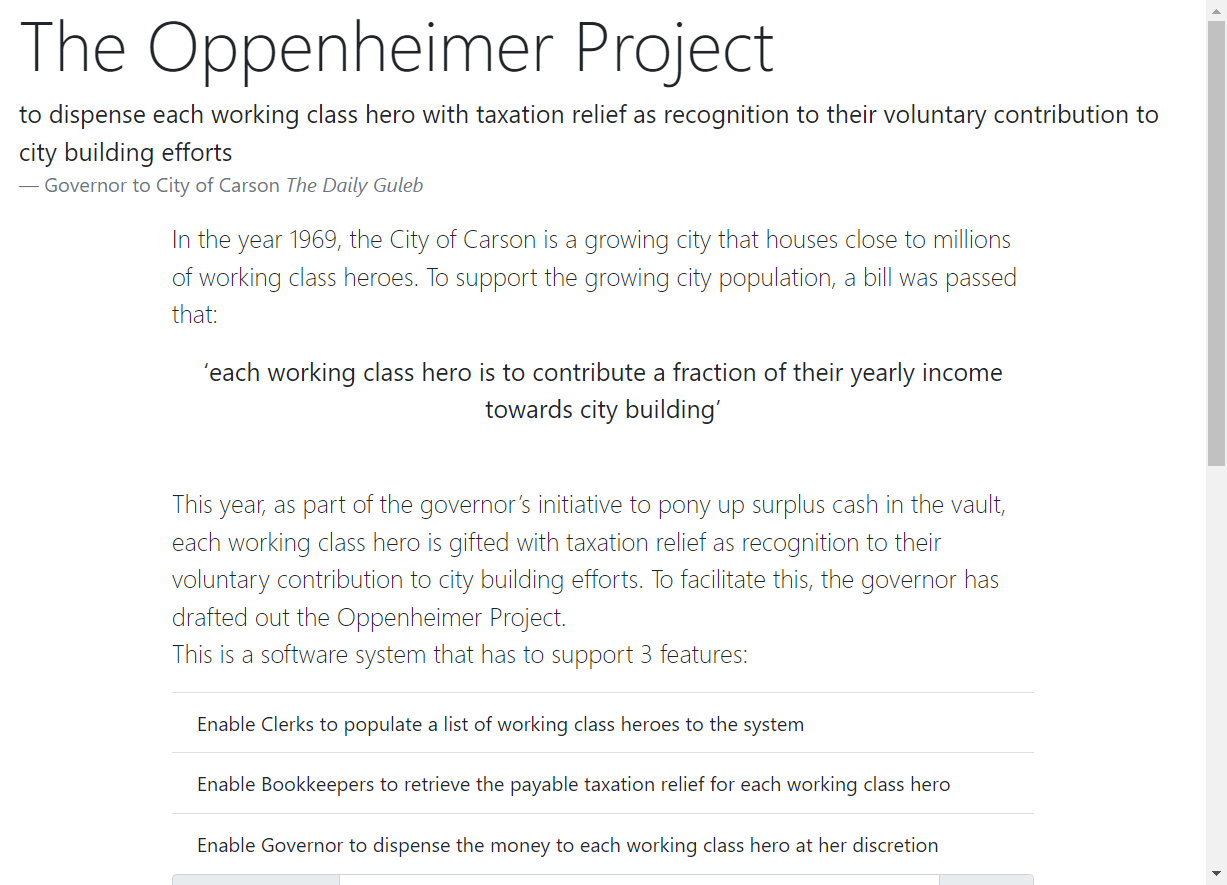 The Oppenheimer Project
to dispense each working class hero with taxation relief as recognition to their voluntary contribution to
city building efforts
— Governor to City of Carson The Daily Guleb
In the year 1969, the City of Carson is a growing city that houses close to millions
of working class heroes. To support the growing city population, a bill was passed
that:
‘each working class hero is to contribute a fraction of their yearly income
towards city building’
This year, as part of the governor’s initiative to pony up surplus cash in the vault,
each working class hero is gifted with taxation relief as recognition to their
voluntary contribution to city building efforts. To facilitate this, the governor has
drafted out the Oppenheimer Project.
This is a software system that has to support 3 features:
Enable Clerks to populate a list of working class heroes to the system
Enable Bookkeepers to retrieve the payable taxation relief for each working class hero
Enable Governor to dispense the money to each working class hero at her discretion